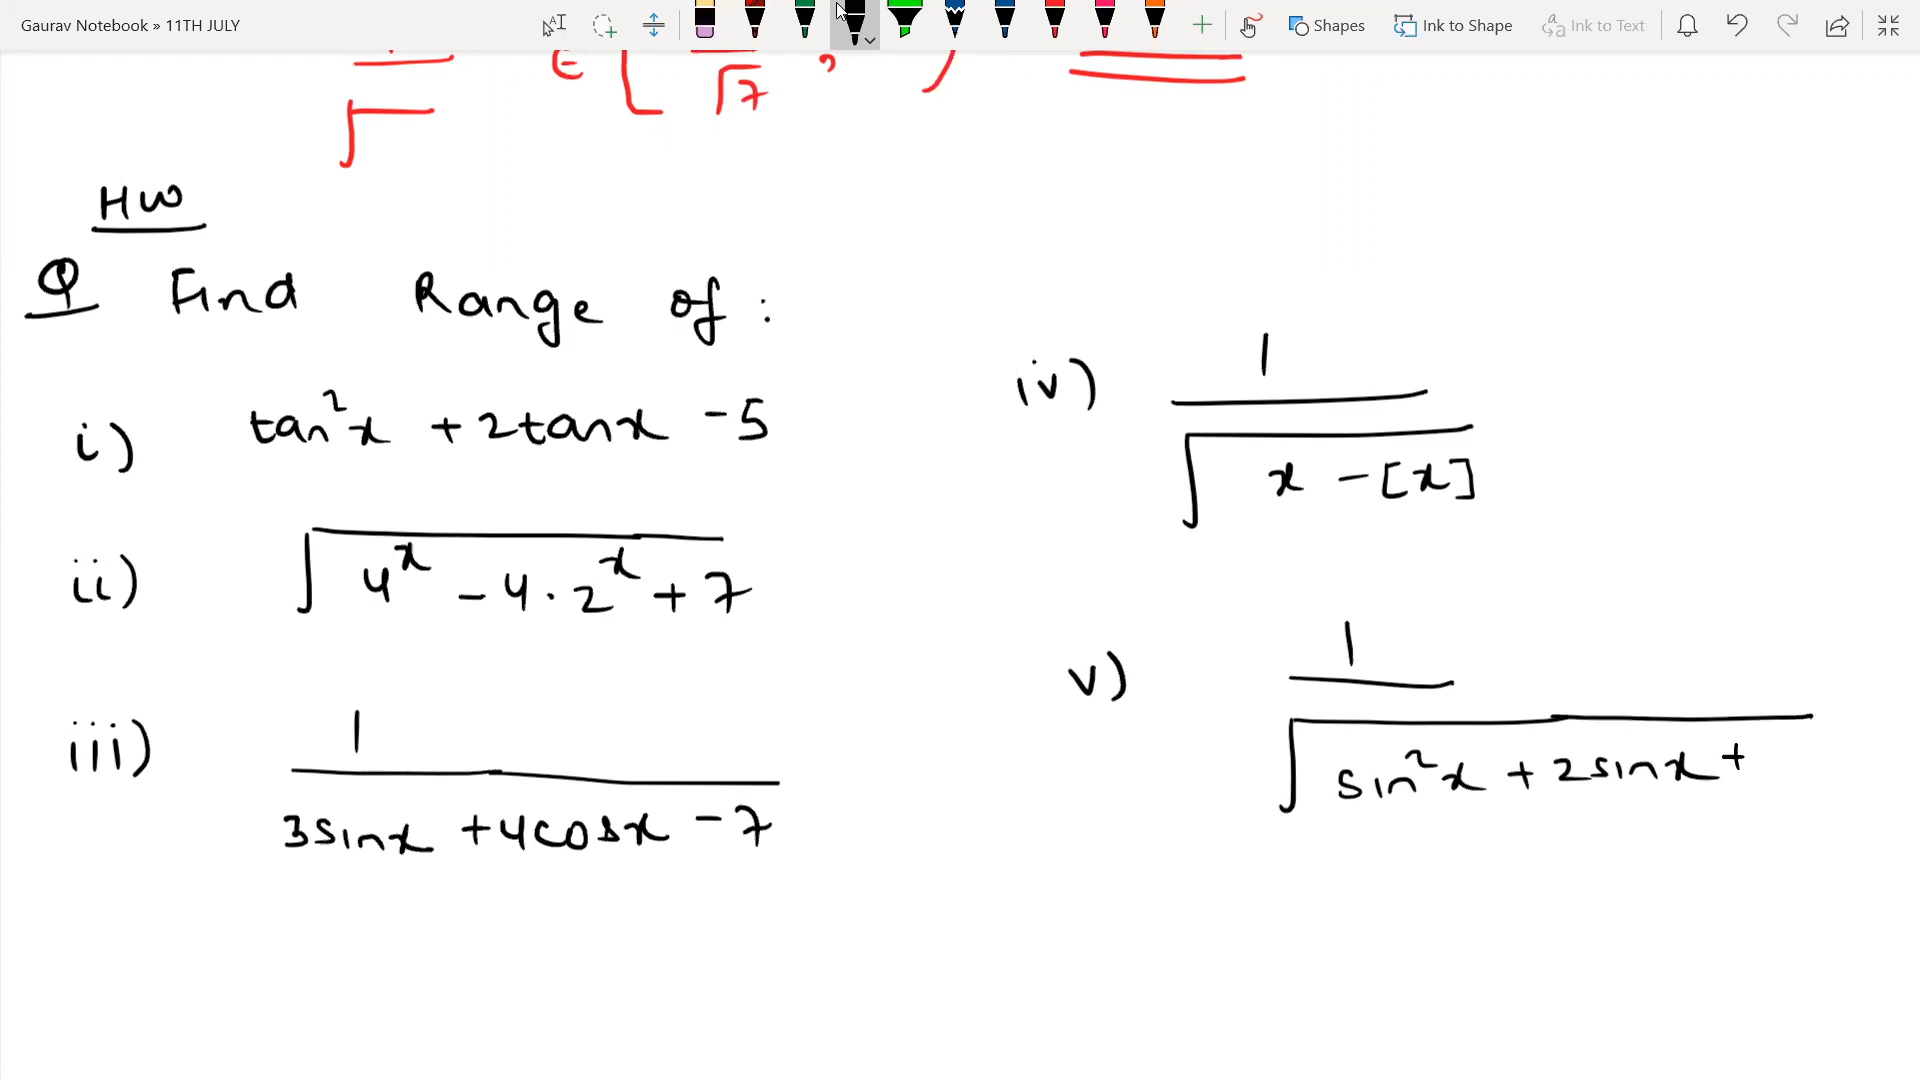 Gaurav Notebook » 11TH JULY
Shapes
Ink to Shape
Ink to Text
∈ [ √7 , )
HW
Q Find Range of :
i) tan²x + 2tanx - 5
ii) √(4^x - 4·2^x + 7)
iii) 1 / (3sinx + 4cosx - 7)
iv) 1 / √(x - [x])
v) 1 / √(sin²x + 2sinx +